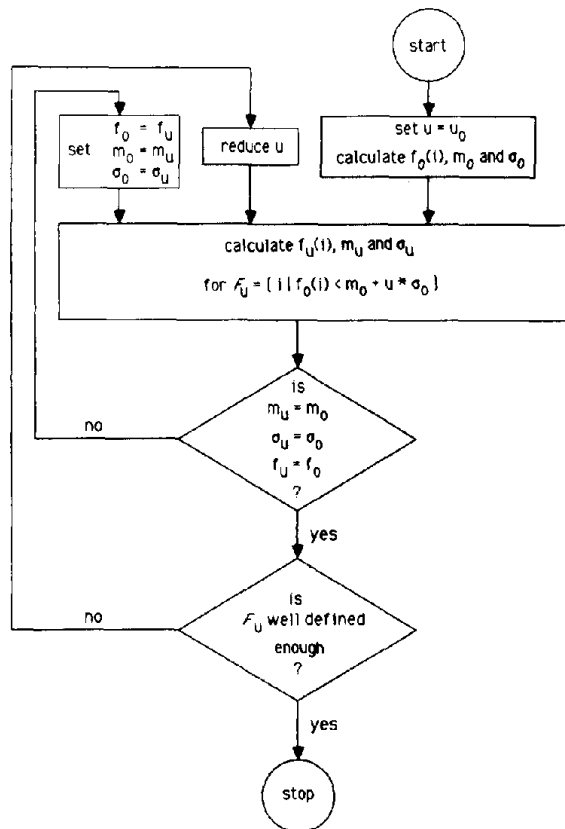 start
set
f₀ = fᵤ
m₀ = mᵤ
σ₀ = σᵤ
reduce u
set u = u₀
calculate f₀(i), m₀ and σ₀
calculate fᵤ(i), mᵤ and σᵤ
for Fᵤ = { i | f₀(i) < m₀ + u * σ₀ }
is
mᵤ = m₀
σᵤ = σ₀
fᵤ = f₀
?
no
yes
is
Fᵤ well defined
enough
?
no
yes
stop